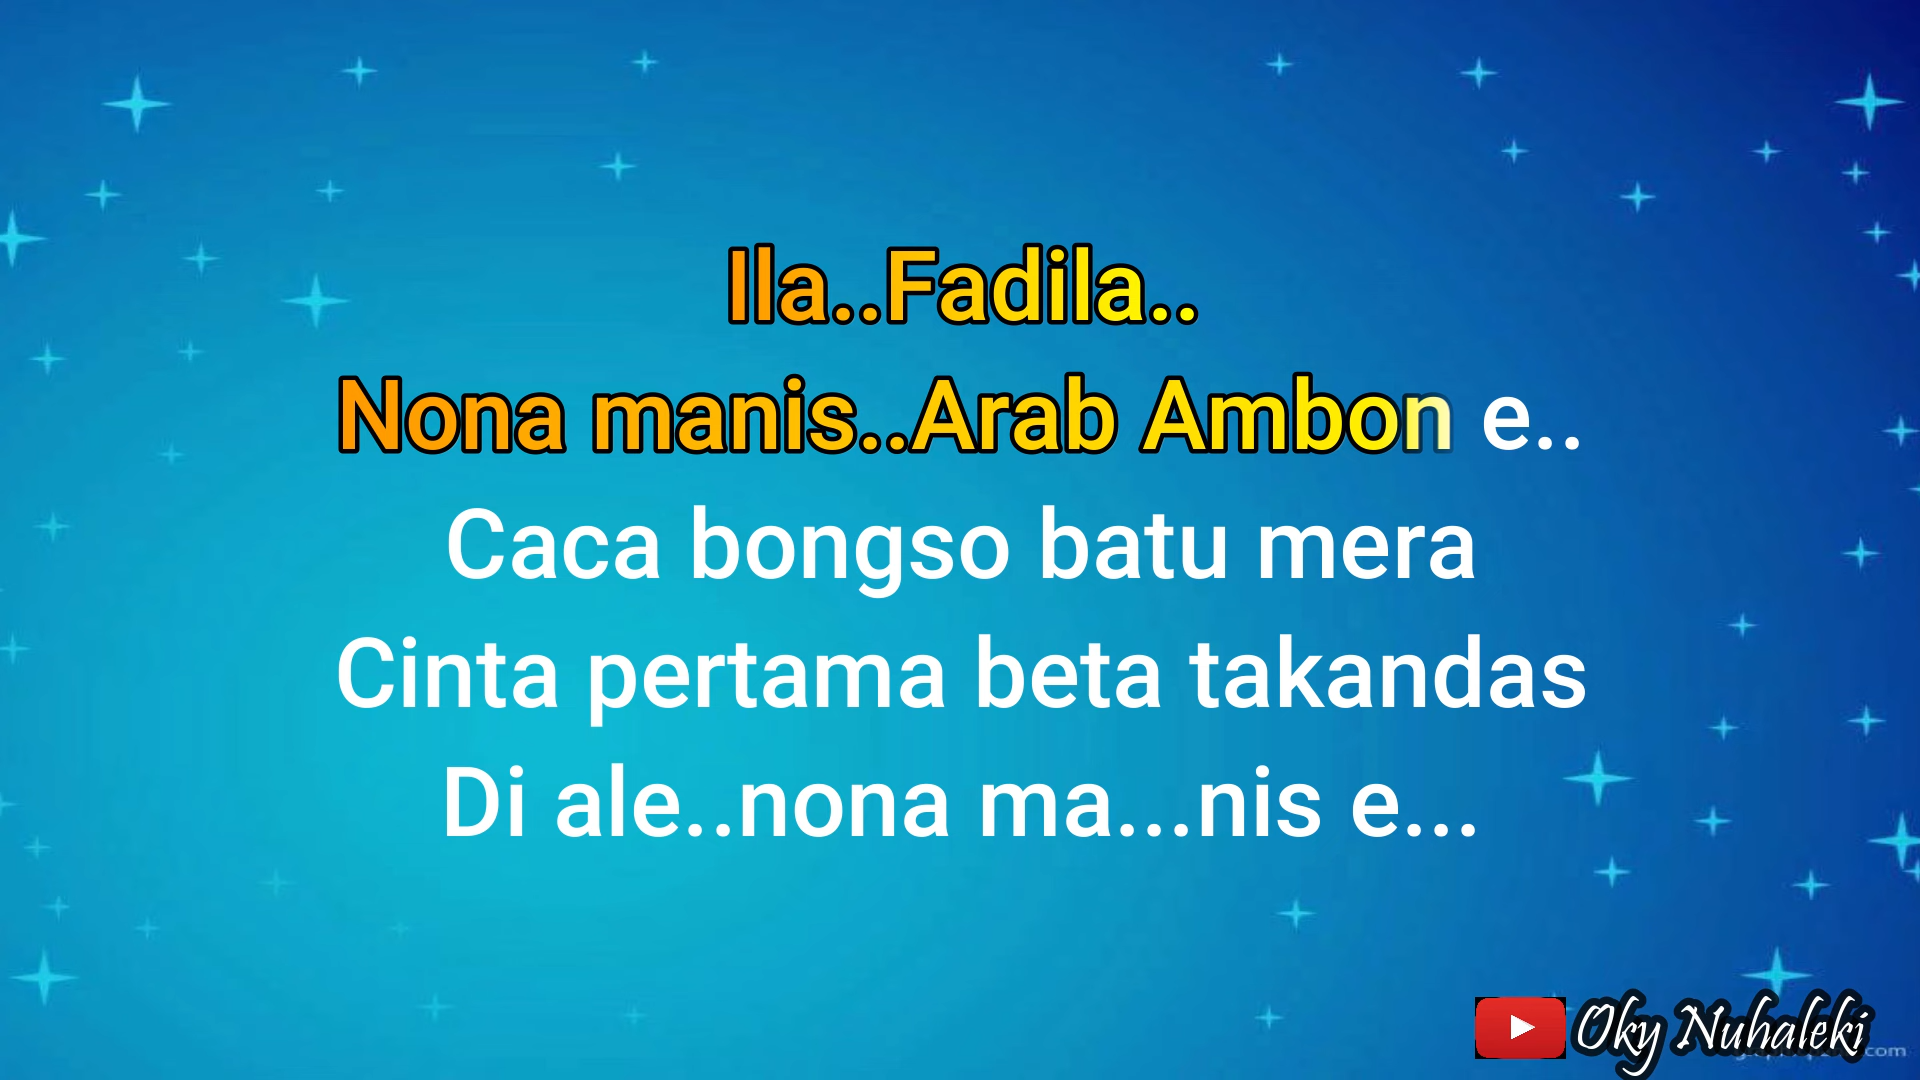 Ila..Fadila..
Nona manis..Arab Ambon e..
Caca bongso batu mera
Cinta pertama beta takandas
Di ale..nona ma...nis e...
Oky Nuhaleki